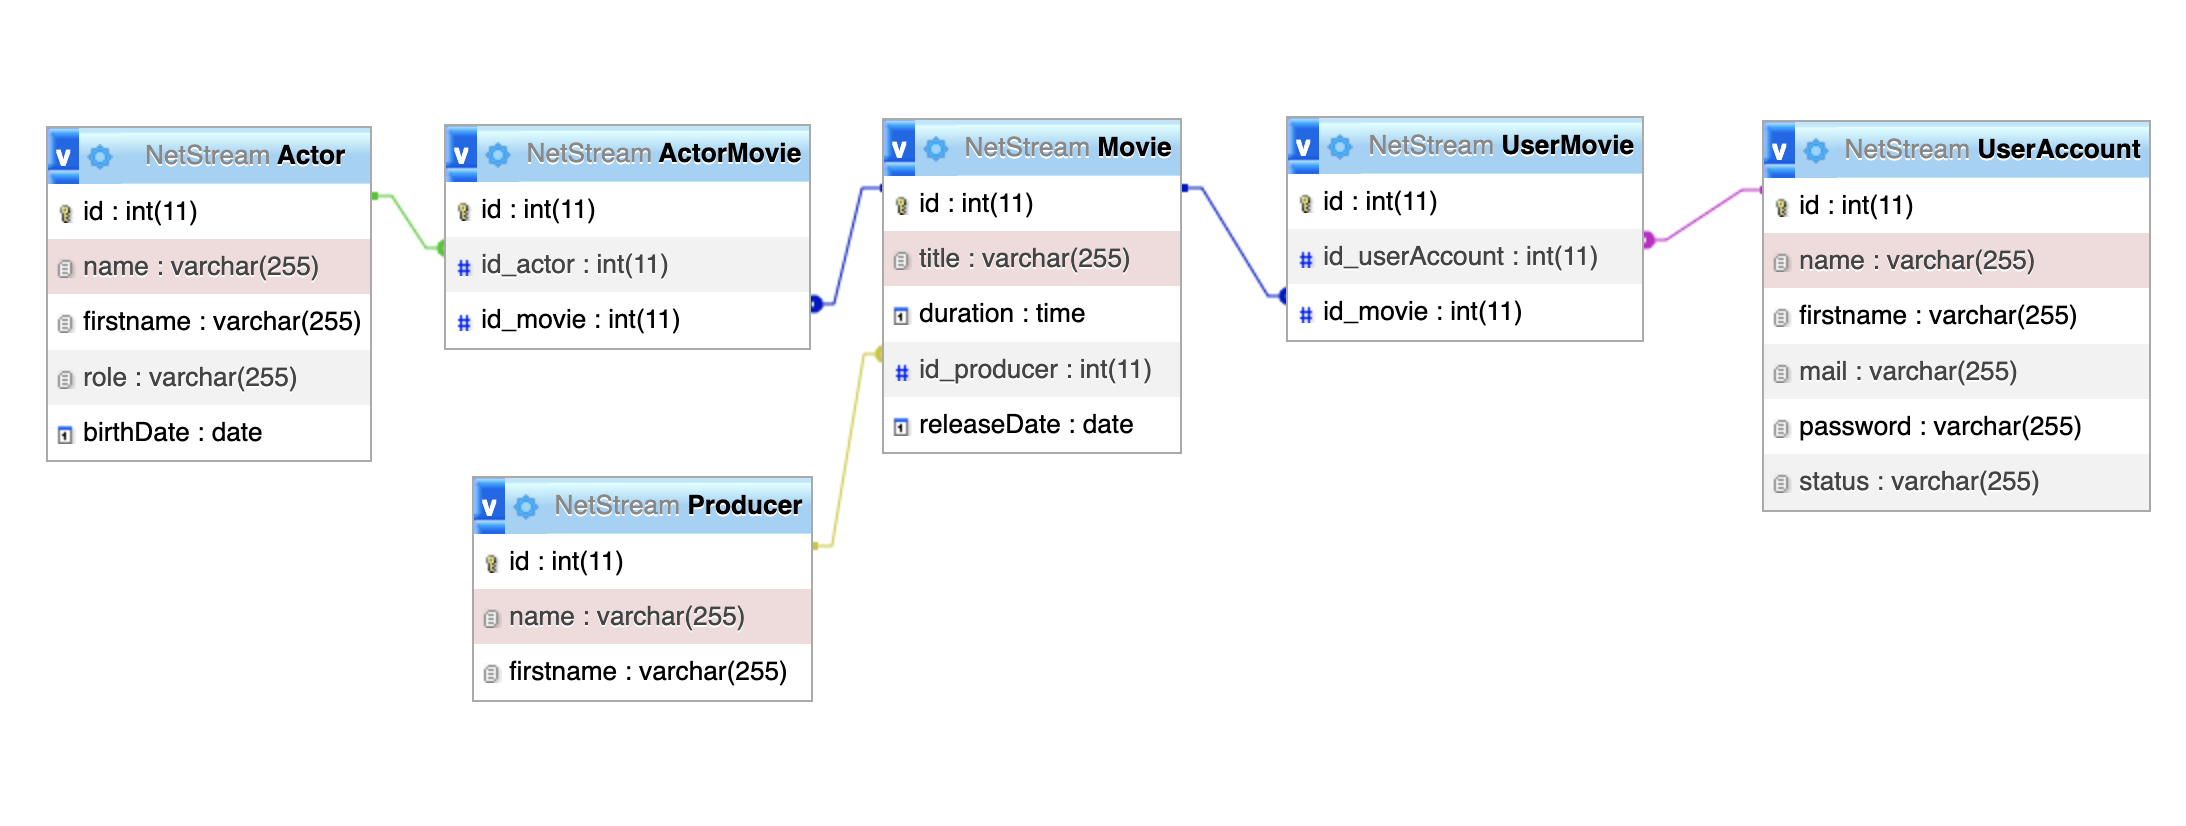 v NetStream Actor
id : int(11)
name : varchar(255)
firstname : varchar(255)
role : varchar(255)
birthDate : date
v NetStream ActorMovie
id : int(11)
# id_actor : int(11)
# id_movie : int(11)
v NetStream Producer
id : int(11)
name : varchar(255)
firstname : varchar(255)
v NetStream Movie
id : int(11)
title : varchar(255)
duration : time
# id_producer : int(11)
releaseDate : date
v NetStream UserMovie
id : int(11)
# id_userAccount : int(11)
# id_movie : int(11)
v NetStream UserAccount
id : int(11)
name : varchar(255)
firstname : varchar(255)
mail : varchar(255)
password : varchar(255)
status : varchar(255)